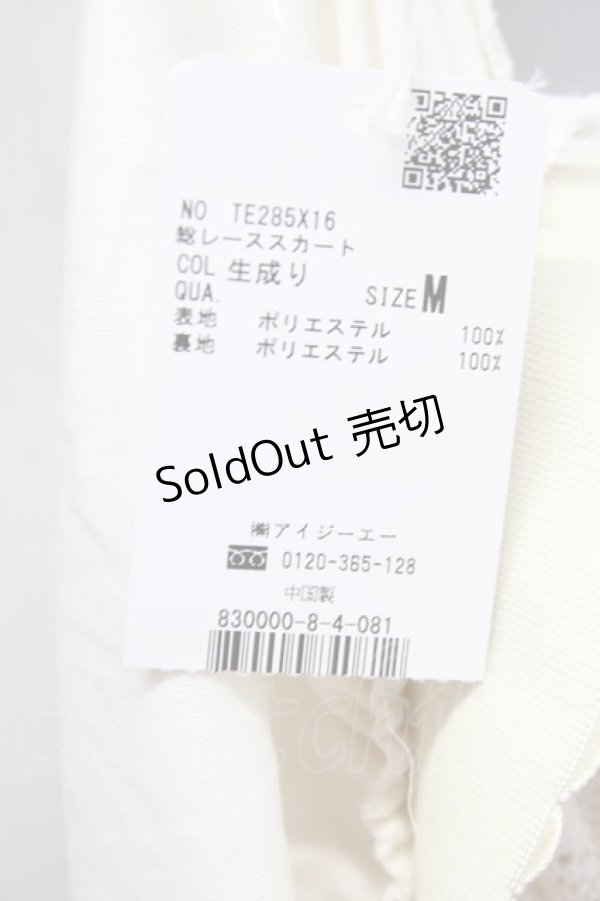 NO TE285X16
総レーススカート
COL 生成り
QUA. SIZE M
表地 ポリエステル 100%
裏地 ポリエステル 100%
SoldOut 売切
㈱アイジーエー
0120-365-128
中国製
830000-8-4-081